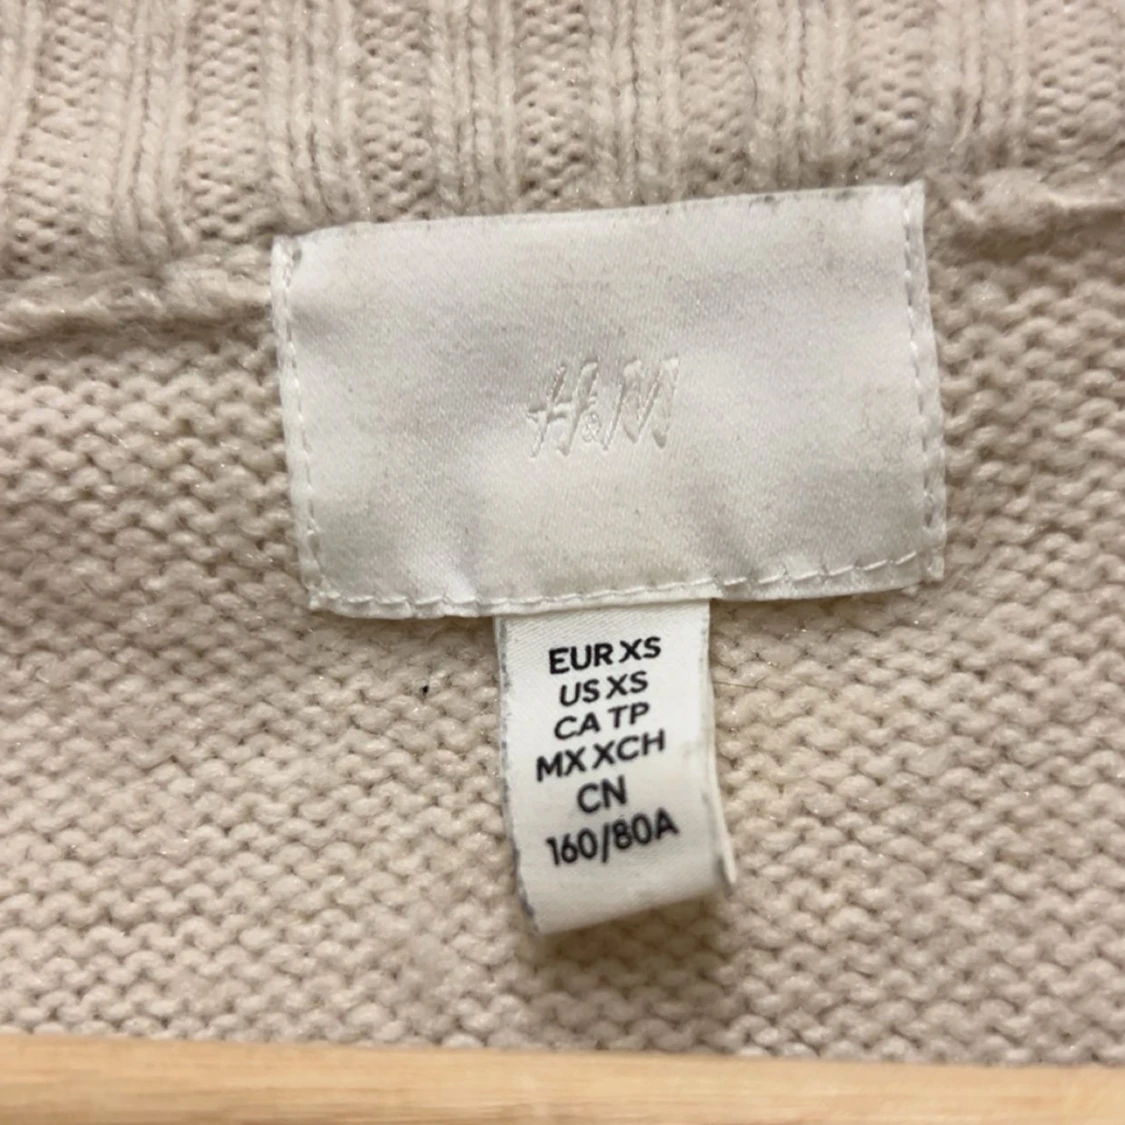 H&M
EUR XS
US XS
CA TP
MX XCH
CN
160/80A